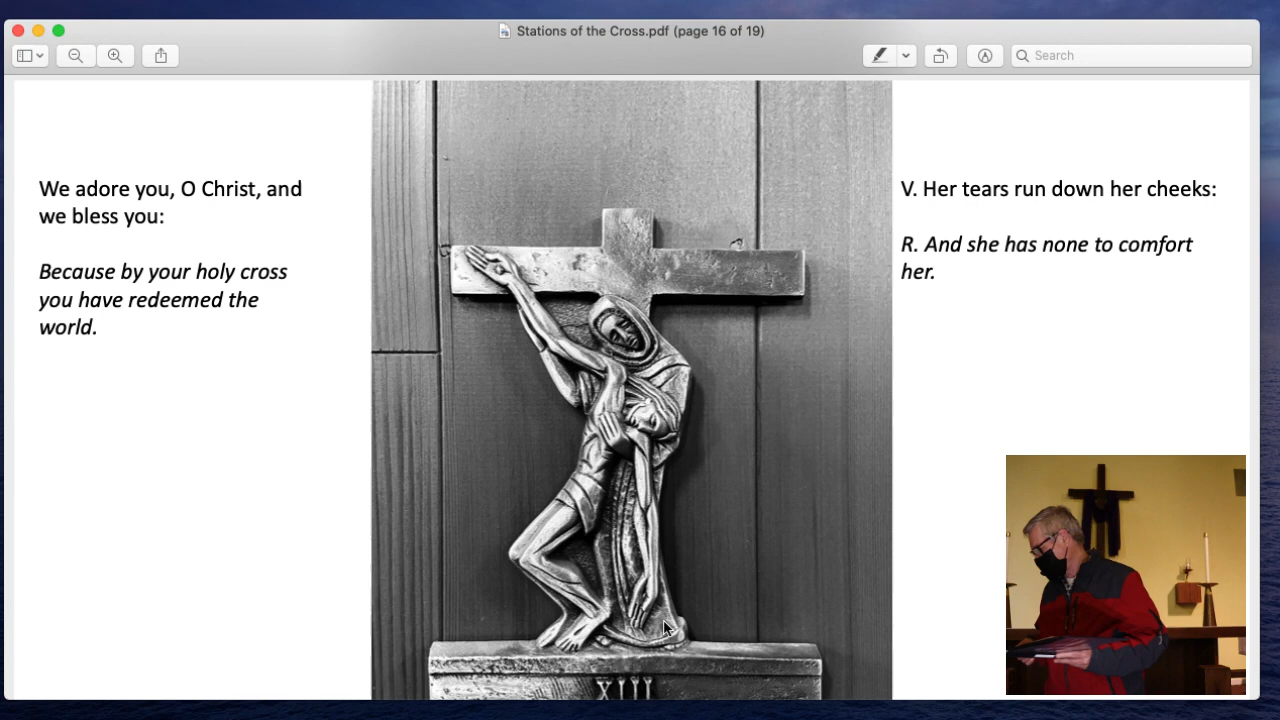 Stations of the Cross.pdf (page 16 of 19)
Search
We adore you, O Christ, and
we bless you:
Because by your holy cross
you have redeemed the
world.
V. Her tears run down her cheeks:
R. And she has none to comfort
her.
XIII